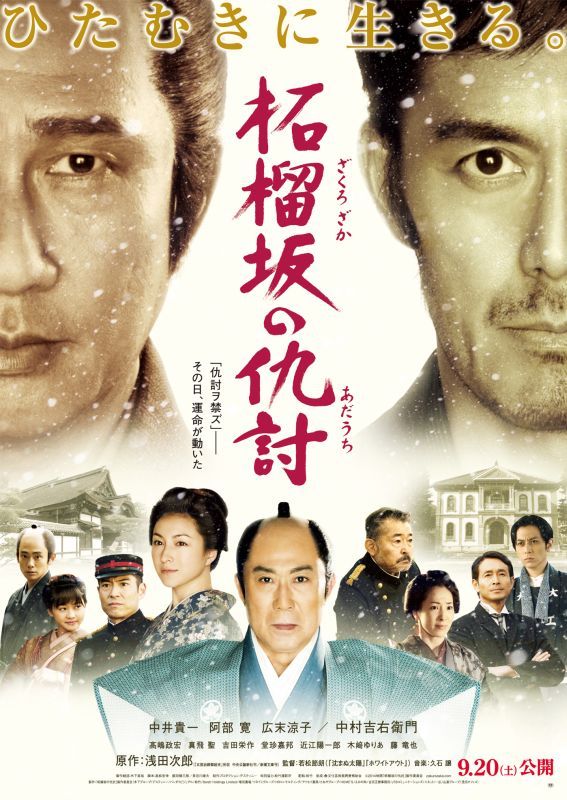 ひたむきに生きる。
柘榴坂の仇討
ざくろざか
あだうち
「仇討ヲ禁ズ」――
その日、運命が動いた
大工
中井貴一 阿部 寛 広末涼子 / 中村吉右衛門
高嶋政宏 真飛 聖 吉田栄作 堂珍嘉邦 近江陽一郎 木﨑ゆりあ 藤 竜也
原作:浅田次郎
監督:若松節朗(『沈まぬ太陽』『ホワイトアウト』) 音楽:久石 譲
9.20(土)公開